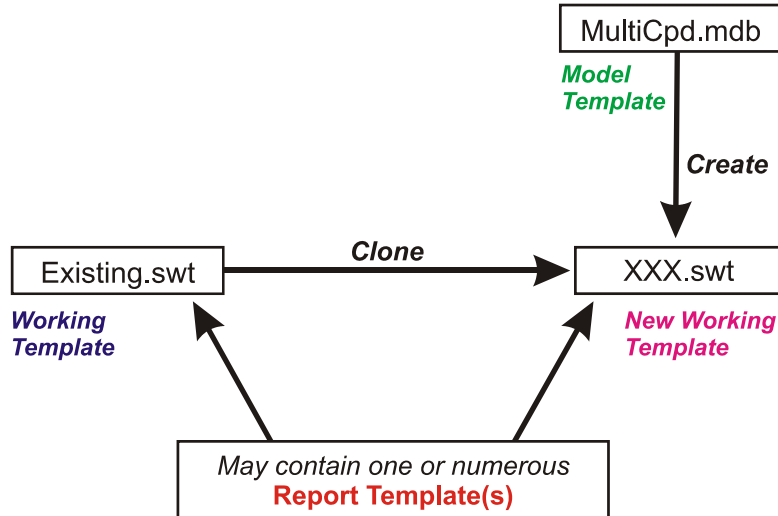 MultiCpd.mdb
Model
Template
Create
Clone
Existing.swt
XXX.swt
Working
Template
New Working
Template
May contain one or numerous
Report Template(s)